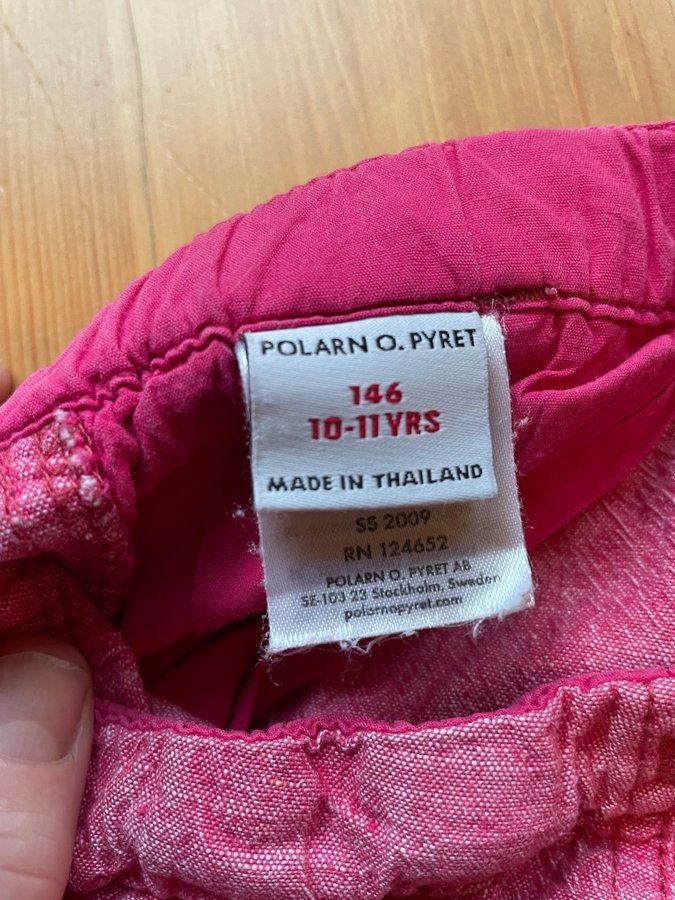 POLARN O. PYRET
146
10-11 YRS
MADE IN THAILAND
SS 2009
RN 124652
POLARN O. PYRET AB
SE-103 23 Stockholm, Sweden
polarnopyret.com